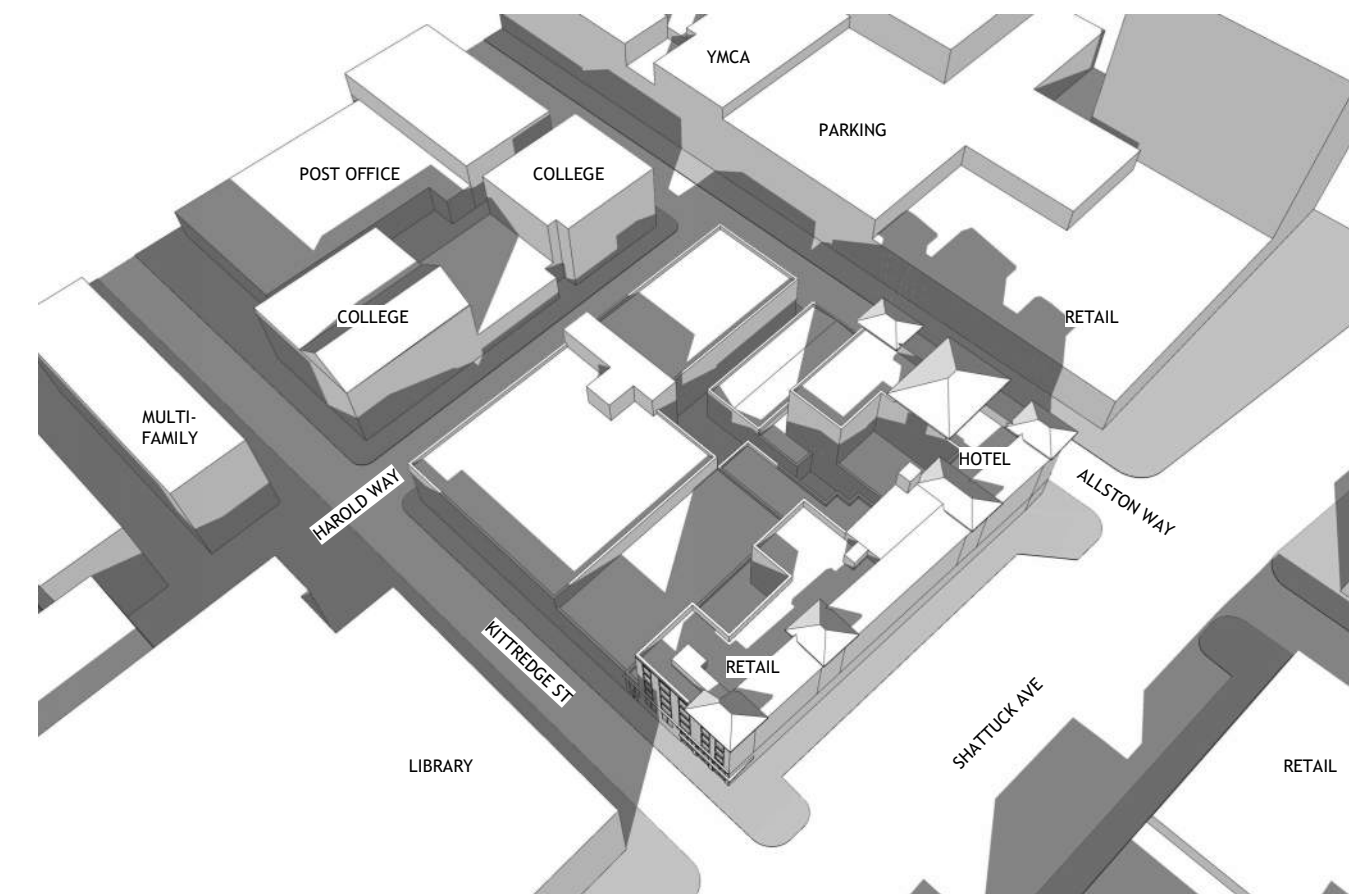 YMCA
PARKING
POST OFFICE
COLLEGE
COLLEGE
RETAIL
MULTI-
FAMILY
HOTEL
HAROLD WAY
ALLSTON WAY
KITTREDGE ST
RETAIL
SHATTUCK AVE
LIBRARY
RETAIL